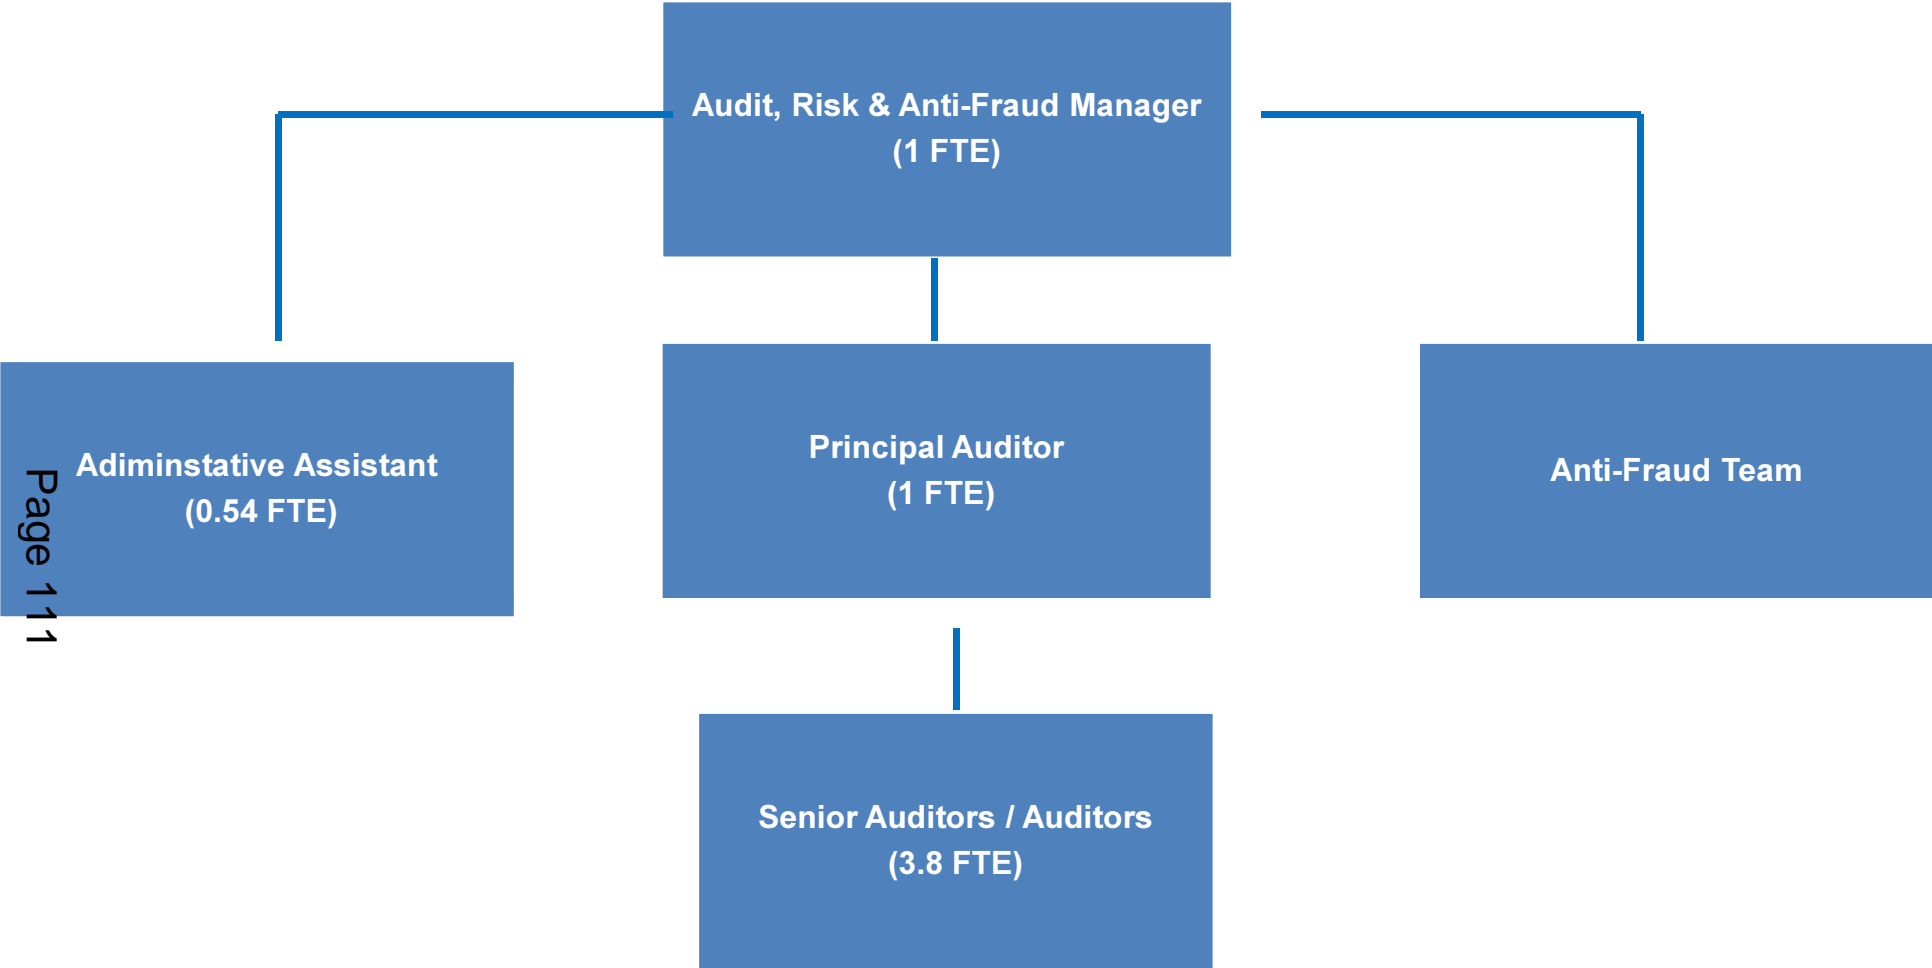 Audit, Risk & Anti-Fraud Manager
(1 FTE)
Adiminstative Assistant
(0.54 FTE)
Principal Auditor
(1 FTE)
Anti-Fraud Team
Senior Auditors / Auditors
(3.8 FTE)
Page 111